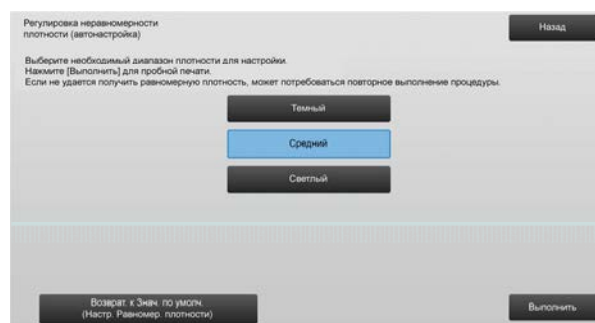 Регулировка неравномерности
плотности (автонастройка)
Назад
Выберите необходимый диапазон плотности для настройки.
Нажмите [Выполнить] для пробной печати.
Если не удается получить равномерную плотность, может потребоваться повторное выполнение процедуры.
Темный
Средний
Светлый
Возврат. к Знач. по умолч.
(Настр. Равномер. плотности)
Выполнить